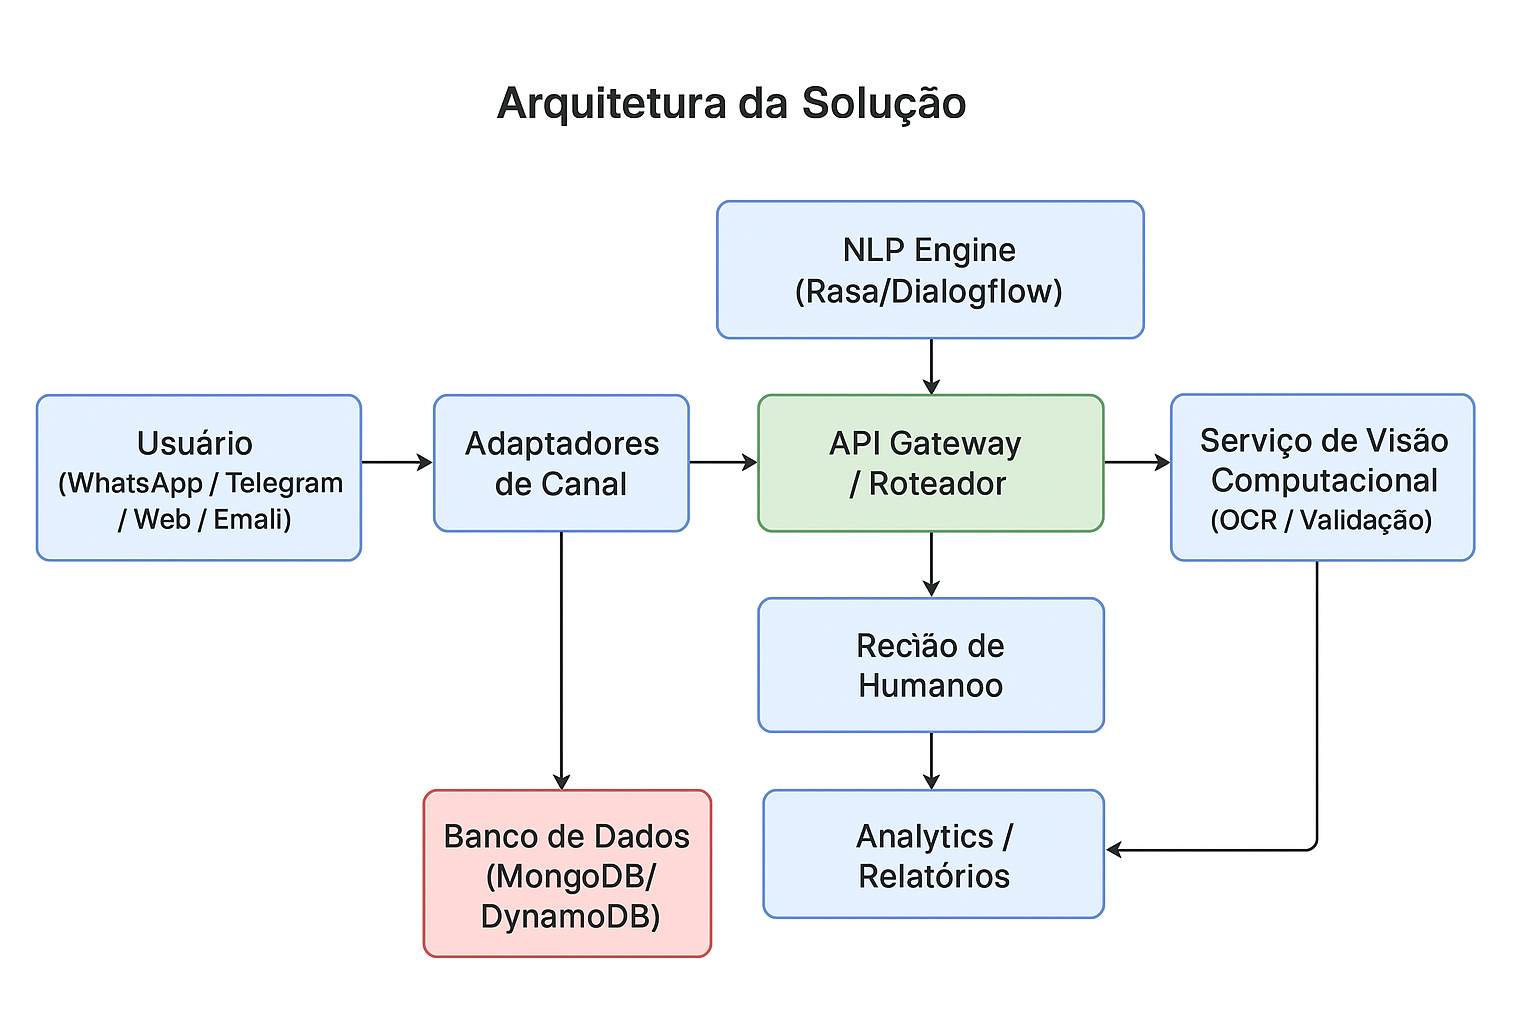 Arquitetura da Solução
NLP Engine
(Rasa/Dialogflow)
Usuário
(WhatsApp / Telegram
/ Web / Emali)
Adaptadores
de Canal
API Gateway
/ Roteador
Serviço de Visão
Computacional
(OCR / Validação)
Recìão de
Humanoo
Banco de Dados
(MongoDB/
DynamoDB)
Analytics /
Relatórios